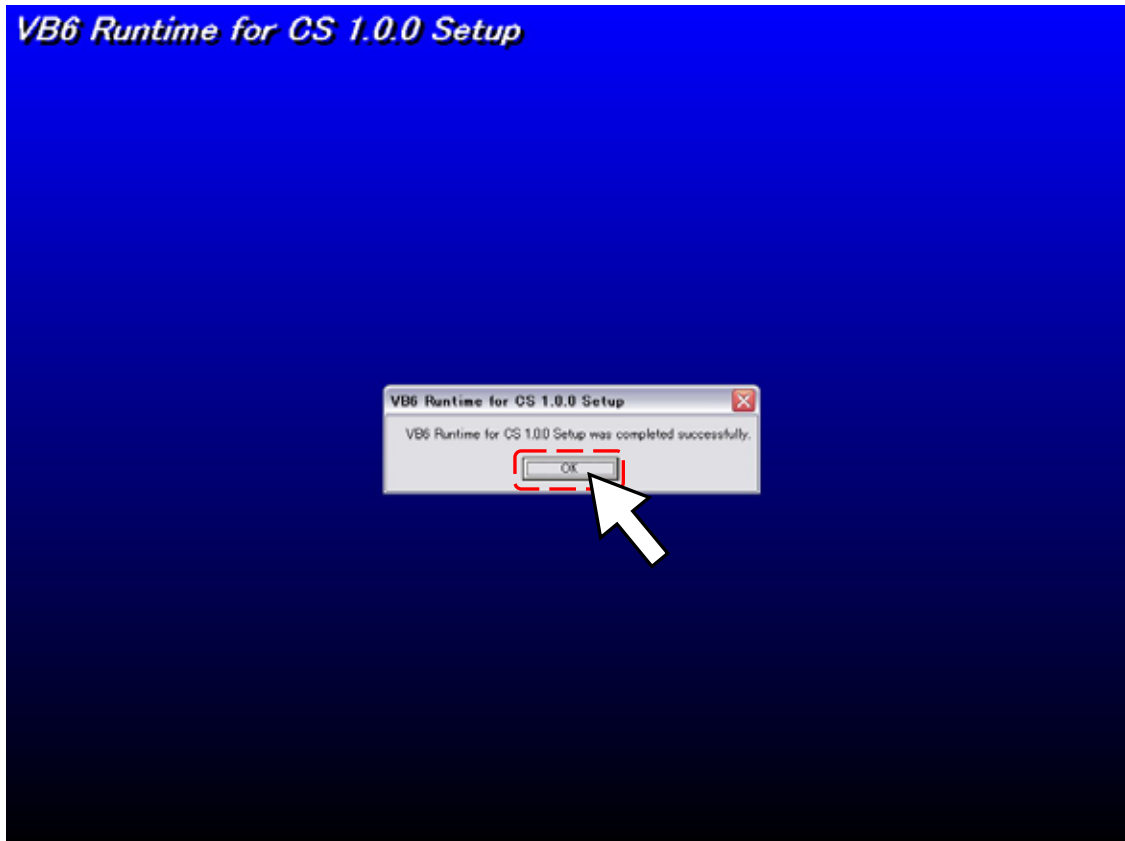 VB6 Runtime for CS 1.0.0 Setup
VB6 Runtime for CS 1.0.0 Setup
VB6 Runtime for CS 1.0.0 Setup was completed successfully.
OK